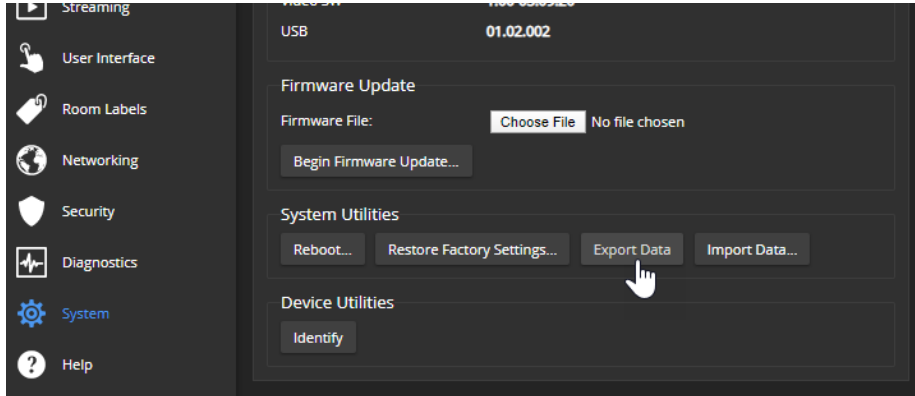 Streaming
User Interface
Room Labels
Networking
Security
Diagnostics
System
? Help
USB 01.02.002
Firmware Update
Firmware File: Choose File No file chosen
Begin Firmware Update...
System Utilities
Reboot... Restore Factory Settings... Export Data Import Data...
Device Utilities
Identify